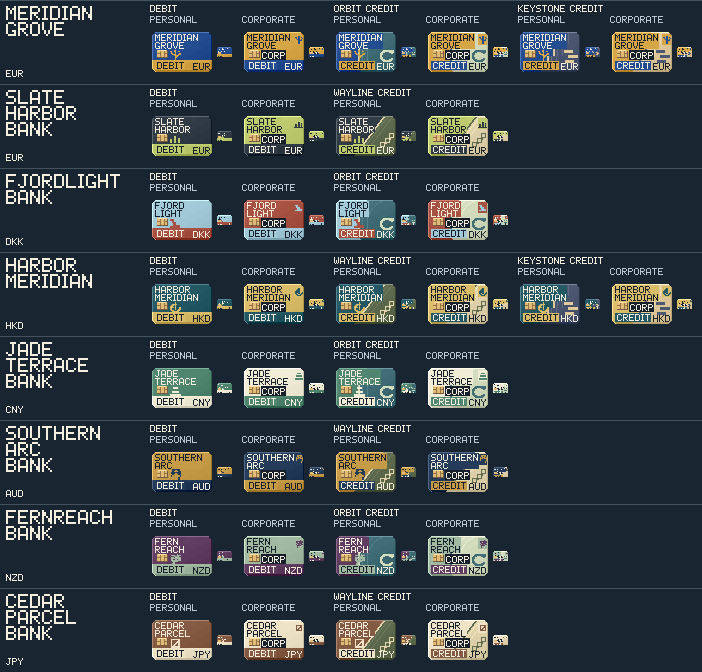 MERIDIAN
GROVE
EUR
DEBIT
PERSONAL
CORPORATE
ORBIT CREDIT
PERSONAL
CORPORATE
KEYSTONE CREDIT
PERSONAL
CORPORATE
MERIDIAN
GROVE
DEBIT EUR
MERIDIAN
GROVE
CORP
DEBIT EUR
MERIDIAN
GROVE
CREDIT EUR
MERIDIAN
GROVE
CORP
CREDIT EUR
MERIDIAN
GROVE
CREDIT EUR
MERIDIAN
GROVE
CORP
CREDIT EUR
SLATE
HARBOR
BANK
EUR
DEBIT
PERSONAL
CORPORATE
WAYLINE CREDIT
PERSONAL
CORPORATE
SLATE
HARBOR
DEBIT EUR
SLATE
HARBOR
CORP
DEBIT EUR
SLATE
HARBOR
CREDIT EUR
SLATE
HARBOR
CORP
CREDIT EUR
FJORDLIGHT
BANK
DKK
DEBIT
PERSONAL
CORPORATE
ORBIT CREDIT
PERSONAL
CORPORATE
FJORD
LIGHT
DEBIT DKK
FJORD
LIGHT
CORP
DEBIT DKK
FJORD
LIGHT
CREDIT DKK
FJORD
LIGHT
CORP
CREDIT DKK
HARBOR
MERIDIAN
HKD
DEBIT
PERSONAL
CORPORATE
WAYLINE CREDIT
PERSONAL
CORPORATE
KEYSTONE CREDIT
PERSONAL
CORPORATE
HARBOR
MERIDIAN
DEBIT HKD
HARBOR
MERIDIAN
CORP
DEBIT HKD
HARBOR
MERIDIAN
CREDIT HKD
HARBOR
MERIDIAN
CORP
CREDIT HKD
HARBOR
MERIDIAN
CREDIT HKD
HARBOR
MERIDIAN
CORP
CREDIT HKD
JADE
TERRACE
BANK
CNY
DEBIT
PERSONAL
CORPORATE
ORBIT CREDIT
PERSONAL
CORPORATE
JADE
TERRACE
DEBIT CNY
JADE
TERRACE
CORP
DEBIT CNY
JADE
TERRACE
CREDIT CNY
JADE
TERRACE
CORP
CREDIT CNY
SOUTHERN
ARC
BANK
AUD
DEBIT
PERSONAL
CORPORATE
WAYLINE CREDIT
PERSONAL
CORPORATE
SOUTHERN
ARC
DEBIT AUD
SOUTHERN
ARC
CORP
DEBIT AUD
SOUTHERN
ARC
CREDIT AUD
SOUTHERN
ARC
CORP
CREDIT AUD
FERNREACH
BANK
NZD
DEBIT
PERSONAL
CORPORATE
ORBIT CREDIT
PERSONAL
CORPORATE
FERN
REACH
DEBIT NZD
FERN
REACH
CORP
DEBIT NZD
FERN
REACH
CREDIT NZD
FERN
REACH
CORP
CREDIT NZD
CEDAR
PARCEL
BANK
JPY
DEBIT
PERSONAL
CORPORATE
WAYLINE CREDIT
PERSONAL
CORPORATE
CEDAR
PARCEL
DEBIT JPY
CEDAR
PARCEL
CORP
DEBIT JPY
CEDAR
PARCEL
CREDIT JPY
CEDAR
PARCEL
CORP
CREDIT JPY